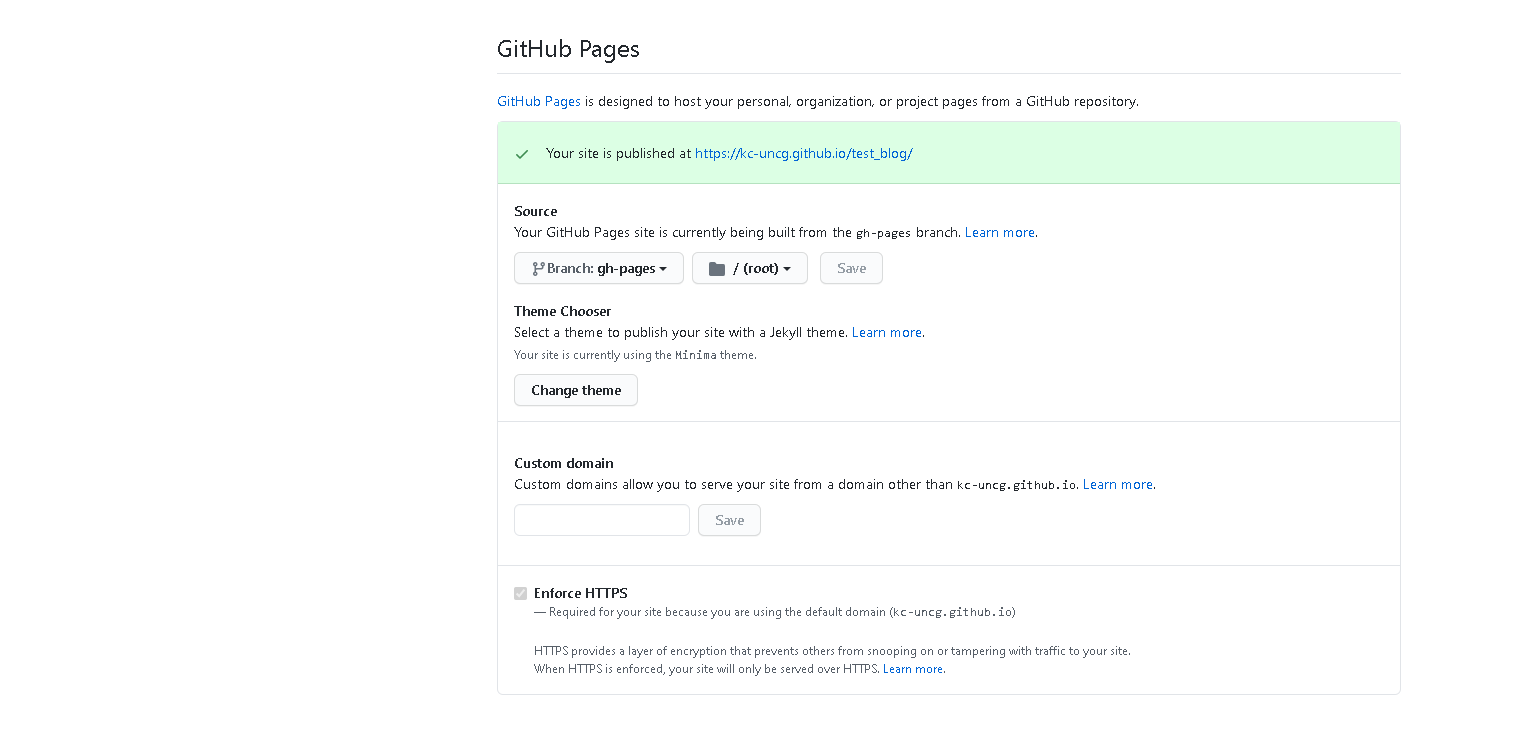 GitHub Pages
GitHub Pages is designed to host your personal, organization, or project pages from a GitHub repository.
Your site is published at https://kc-uncg.github.io/test_blog/
Source
Your GitHub Pages site is currently being built from the gh-pages branch. Learn more.
Branch: gh-pages / (root) Save
Theme Chooser
Select a theme to publish your site with a Jekyll theme. Learn more.
Your site is currently using the Minima theme.
Change theme
Custom domain
Custom domains allow you to serve your site from a domain other than kc-uncg.github.io. Learn more.
Save
Enforce HTTPS
— Required for your site because you are using the default domain (kc-uncg.github.io)
HTTPS provides a layer of encryption that prevents others from snooping on or tampering with traffic to your site.
When HTTPS is enforced, your site will only be served over HTTPS. Learn more.